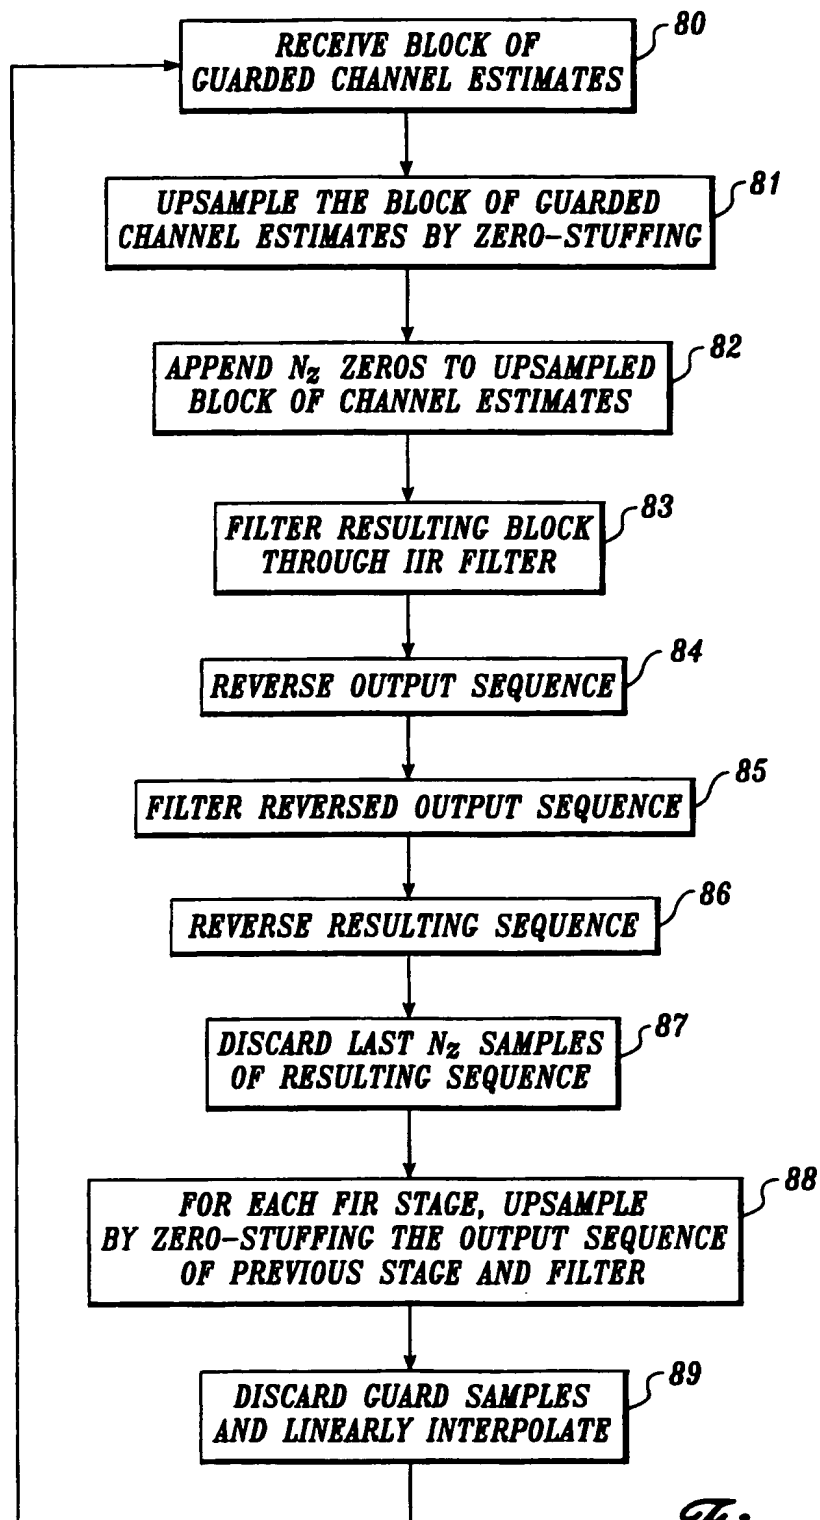 80
RECEIVE BLOCK OF
GUARDED CHANNEL ESTIMATES
81
UPSAMPLE THE BLOCK OF GUARDED
CHANNEL ESTIMATES BY ZERO-STUFFING
82
APPEND Nz ZEROS TO UPSAMPLED
BLOCK OF CHANNEL ESTIMATES
83
FILTER RESULTING BLOCK
THROUGH IIR FILTER
84
REVERSE OUTPUT SEQUENCE
85
FILTER REVERSED OUTPUT SEQUENCE
86
REVERSE RESULTING SEQUENCE
87
DISCARD LAST Nz SAMPLES
OF RESULTING SEQUENCE
88
FOR EACH FIR STAGE, UPSAMPLE
BY ZERO-STUFFING THE OUTPUT SEQUENCE
OF PREVIOUS STAGE AND FILTER
89
DISCARD GUARD SAMPLES
AND LINEARLY INTERPOLATE